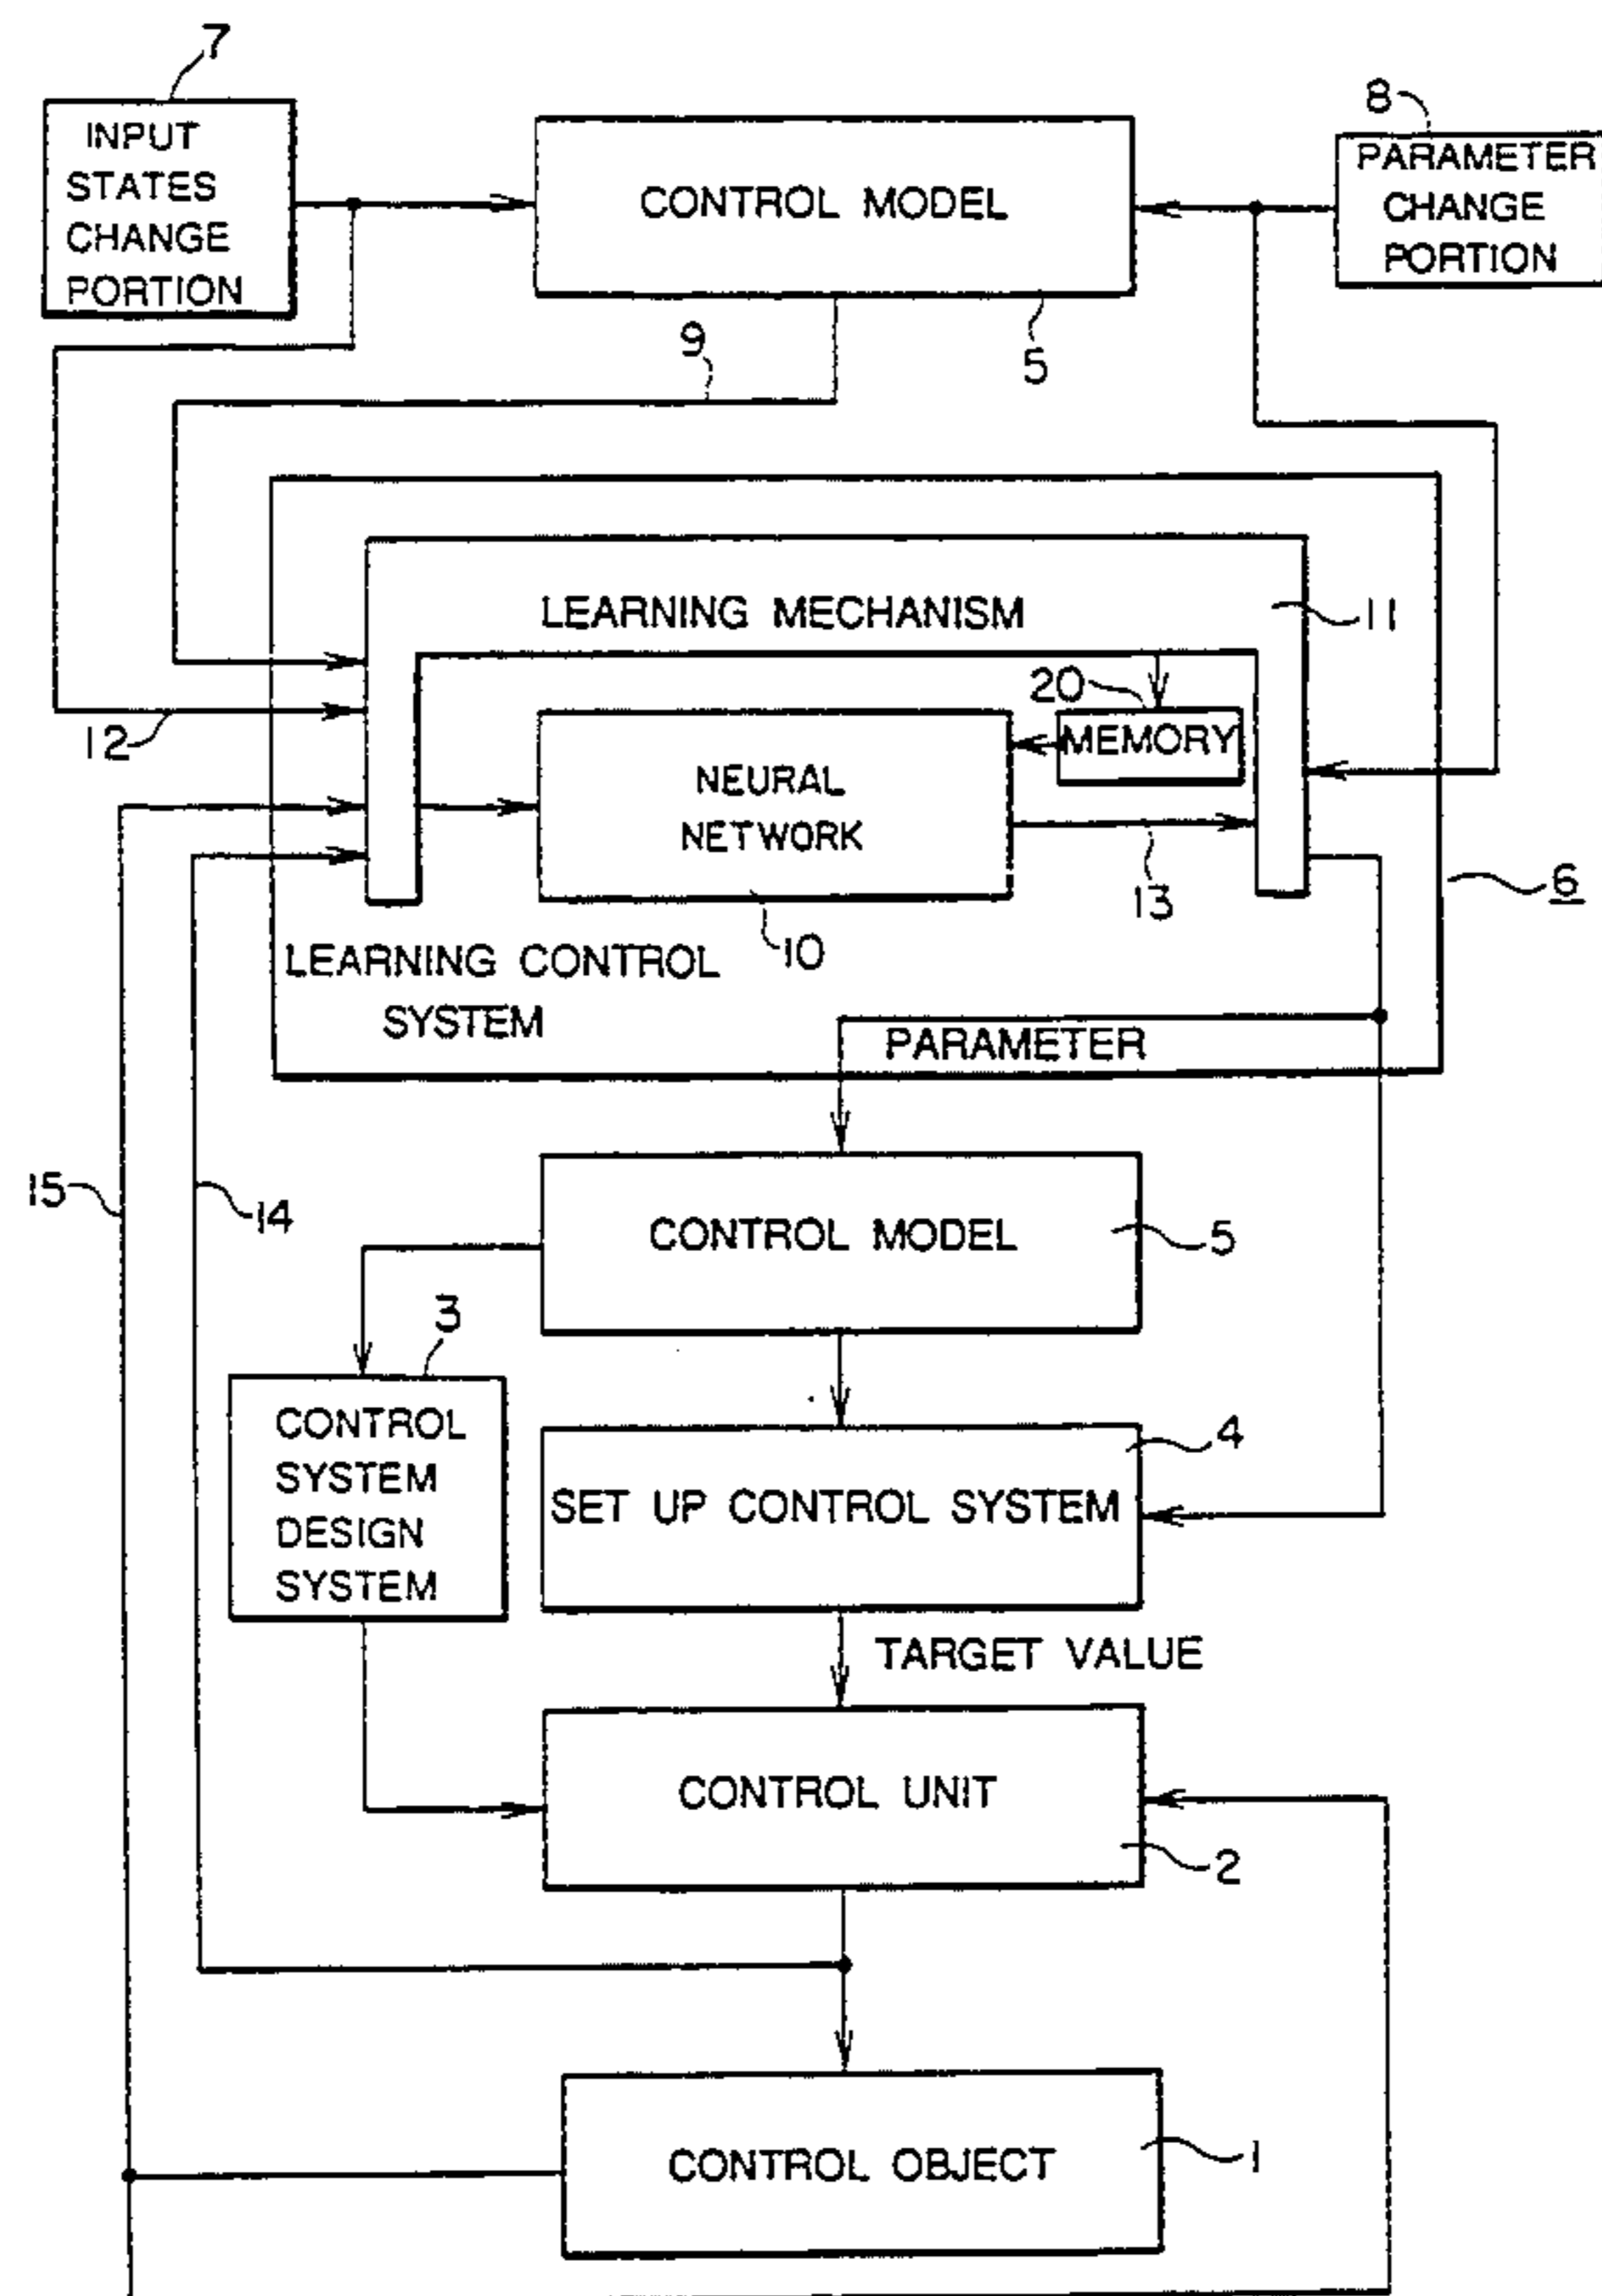 7
INPUT
STATES
CHANGE
PORTION
CONTROL MODEL
5
8
PARAMETER
CHANGE
PORTION
9
LEARNING MECHANISM
11
12
20
MEMORY
NEURAL
NETWORK
10
13
6
LEARNING CONTROL
SYSTEM
PARAMETER
15
14
CONTROL MODEL
5
3
CONTROL
SYSTEM
DESIGN
SYSTEM
4
SET UP CONTROL SYSTEM
TARGET VALUE
CONTROL UNIT
2
CONTROL OBJECT
1